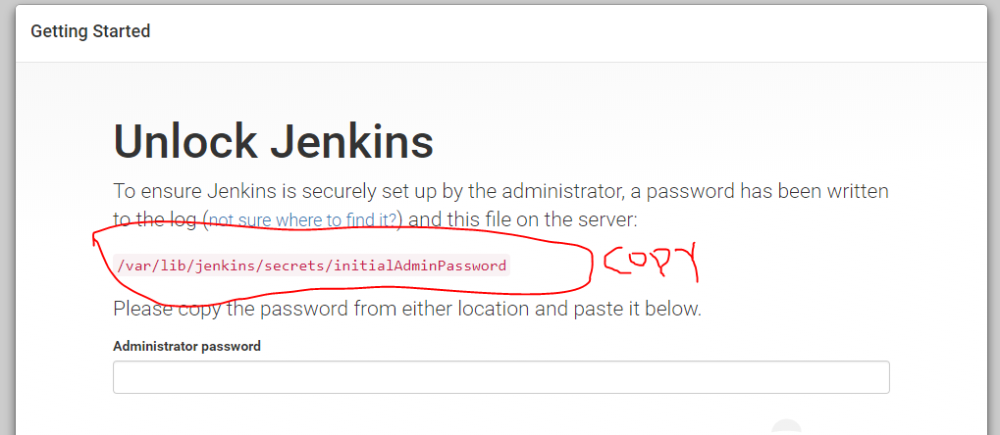 Getting Started
Unlock Jenkins
To ensure Jenkins is securely set up by the administrator, a password has been written
to the log (not sure where to find it?) and this file on the server:
/var/lib/jenkins/secrets/initialAdminPassword
COPY
Please copy the password from either location and paste it below.
Administrator password